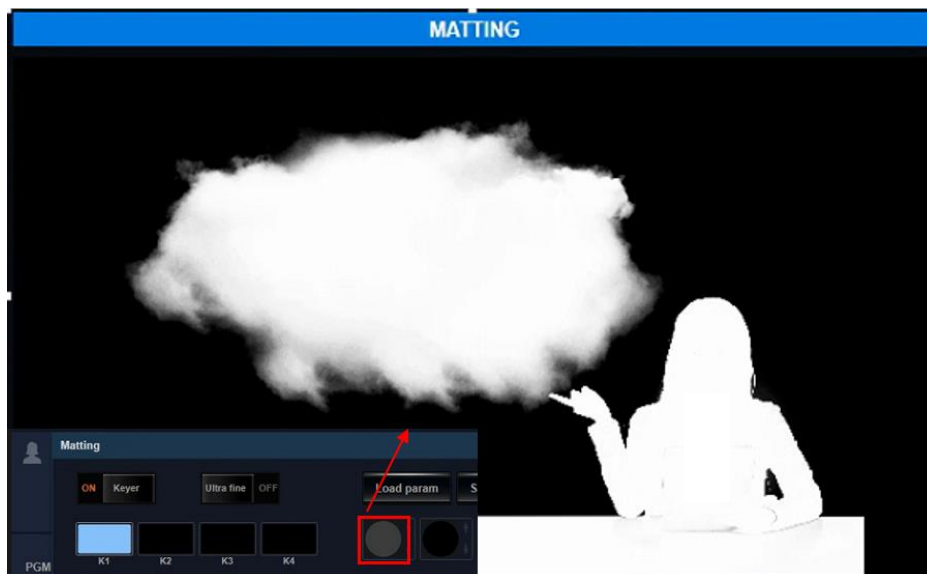 MATTING
Matting
ON Keyer
Ultra fine OFF
Load param
S
K1 K2 K3 K4
PGM